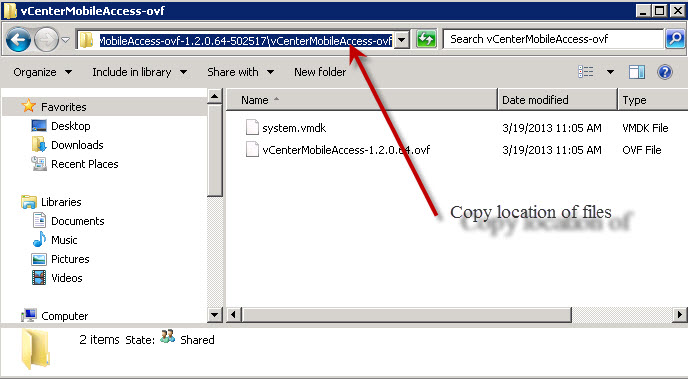 vCenterMobileAccess-ovf
MobileAccess-ovf-1.2.0.64-502517\vCenterMobileAccess-ovf
Search vCenterMobileAccess-ovf
Organize Include in library Share with New folder
Favorites
Desktop
Downloads
Recent Places
Libraries
Documents
Music
Pictures
Videos
Computer
Name Date modified Type
system.vmdk 3/19/2013 11:05 AM VMDK File
vCenterMobileAccess-1.2.0.64.ovf 3/19/2013 11:05 AM OVF File
Copy location of files
2 items State: Shared